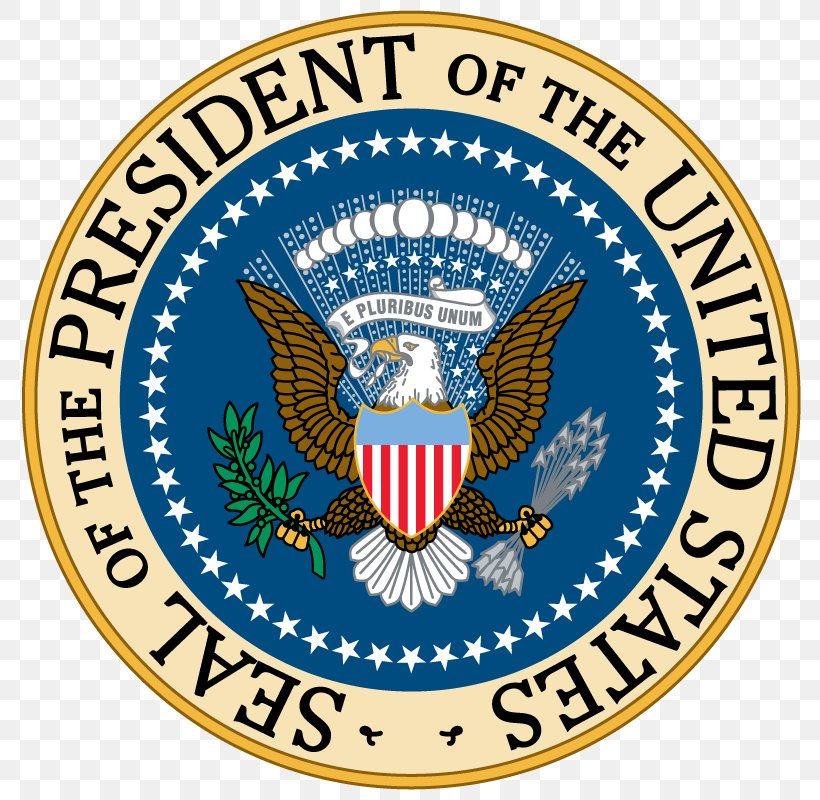 SEAL OF THE PRESIDENT OF THE UNITED STATES
E PLURIBUS UNUM